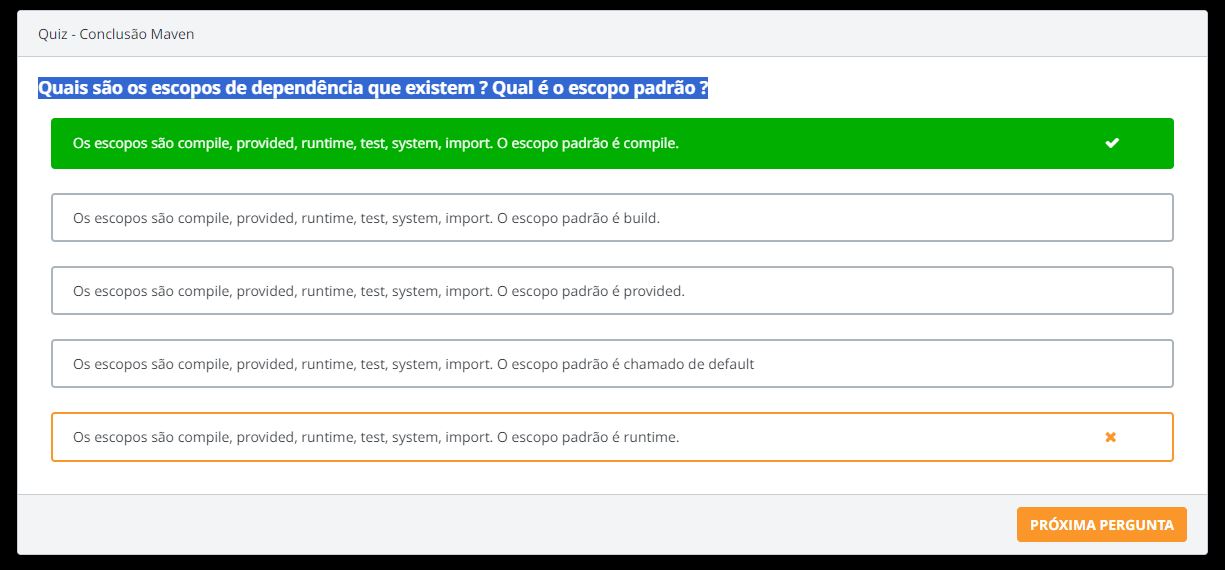 Quiz - Conclusão Maven
Quais são os escopos de dependência que existem ? Qual é o escopo padrão ?
Os escopos são compile, provided, runtime, test, system, import. O escopo padrão é compile.
Os escopos são compile, provided, runtime, test, system, import. O escopo padrão é build.
Os escopos são compile, provided, runtime, test, system, import. O escopo padrão é provided.
Os escopos são compile, provided, runtime, test, system, import. O escopo padrão é chamado de default
Os escopos são compile, provided, runtime, test, system, import. O escopo padrão é runtime.
PRÓXIMA PERGUNTA